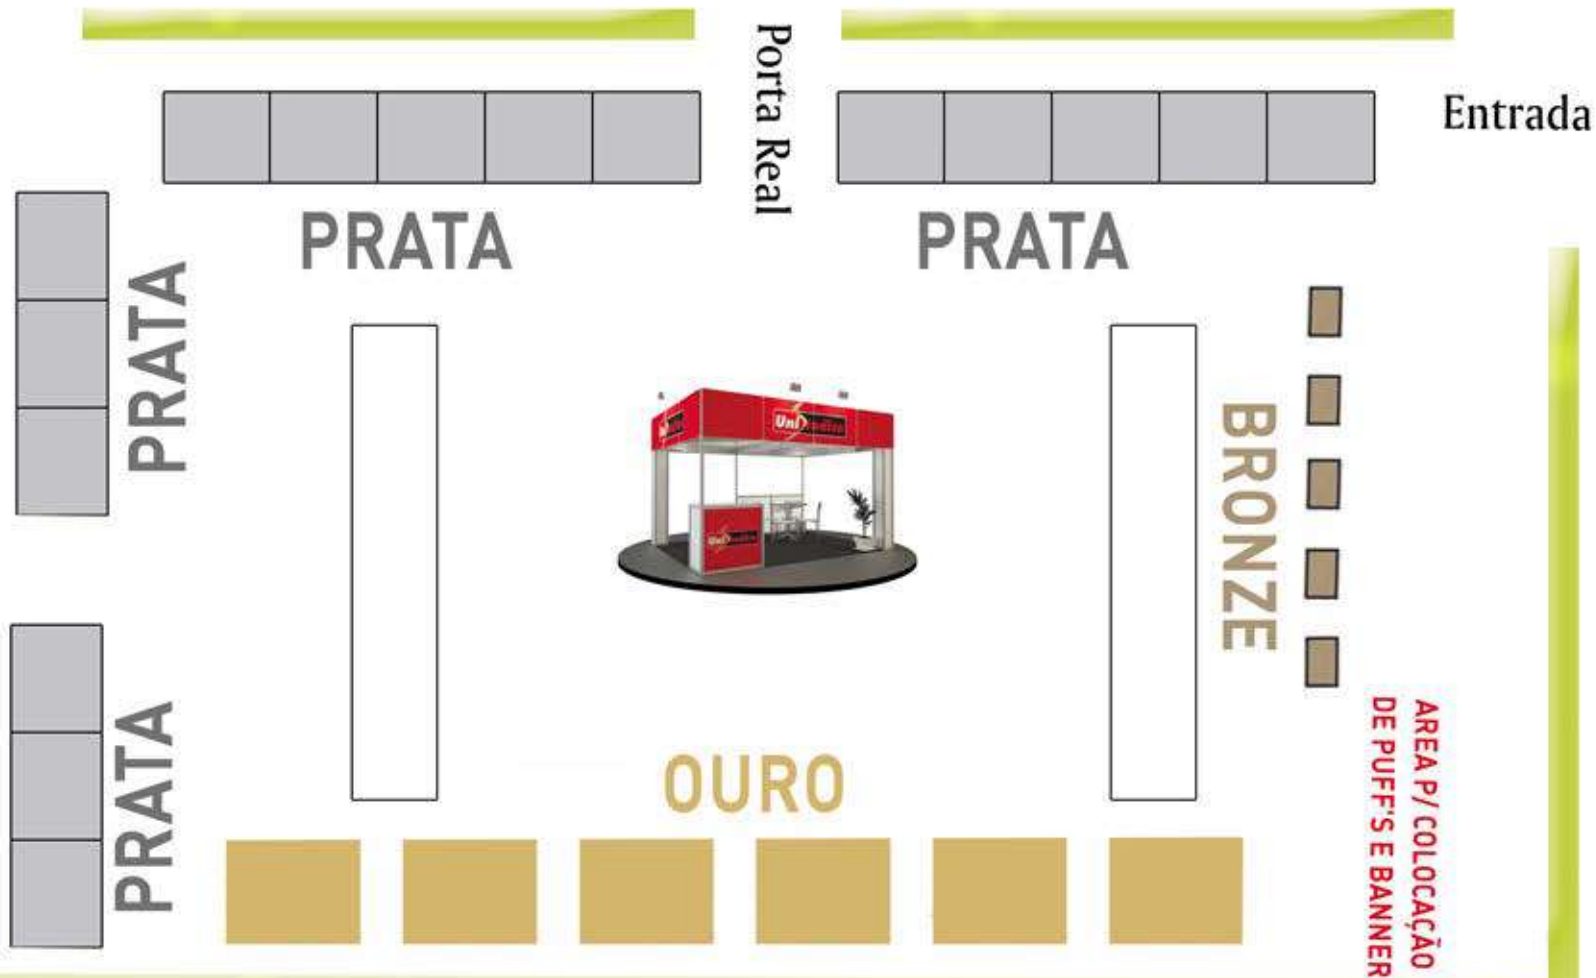 Porta Real
Entrada
PRATA
PRATA
PRATA
BRONZE
OURO
PRATA
AREA P/ COLOCAÇÃO
DE PUFF'S E BANNER